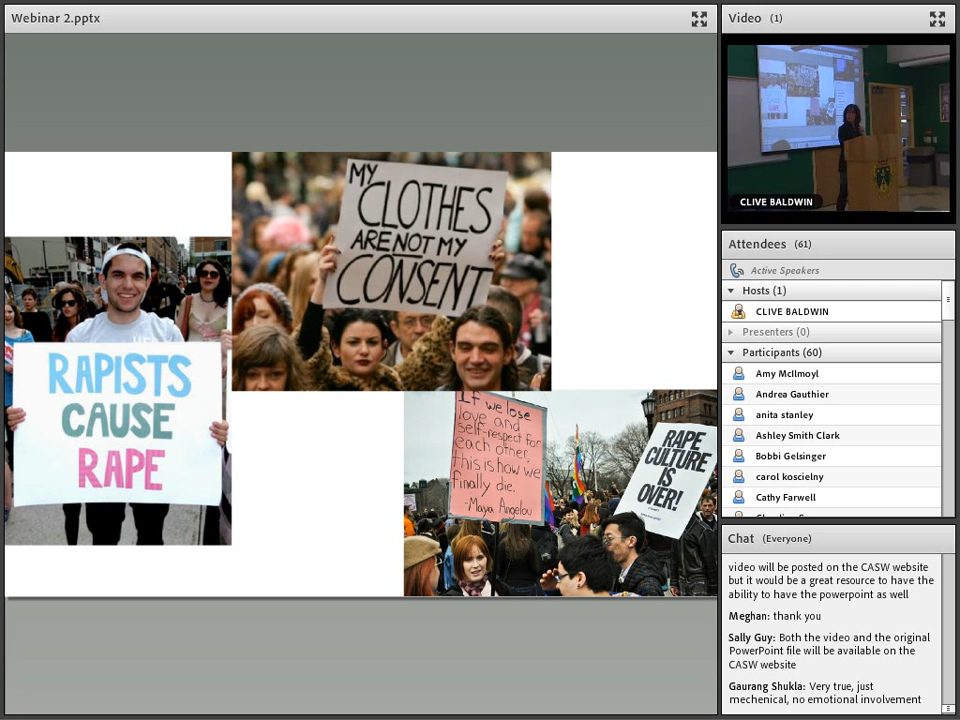 Webinar 2.pptx
MY
CLOTHES
ARE NOT MY
CONSENT
RAPISTS
CAUSE
RAPE
If we lose
love and
self-respect for
each other,
this is how we
finally die.
-Maya Angelou
RAPE
CULTURE
IS
OVER!
Video (1)
CLIVE BALDWIN
Attendees (61)
Active Speakers
Hosts (1)
CLIVE BALDWIN
Presenters (0)
Participants (60)
Amy McIlmoyl
Andrea Gauthier
anita stanley
Ashley Smith Clark
Bobbi Gelsinger
carol koscielny
Cathy Farwell
Chat (Everyone)
video will be posted on the CASW website
but it would be a great resource to have the
ability to have the powerpoint as well
Meghan: thank you
Sally Guy: Both the video and the original
PowerPoint file will be available on the
CASW website
Gaurang Shukla: Very true, just
mechenical, no emotional involvement